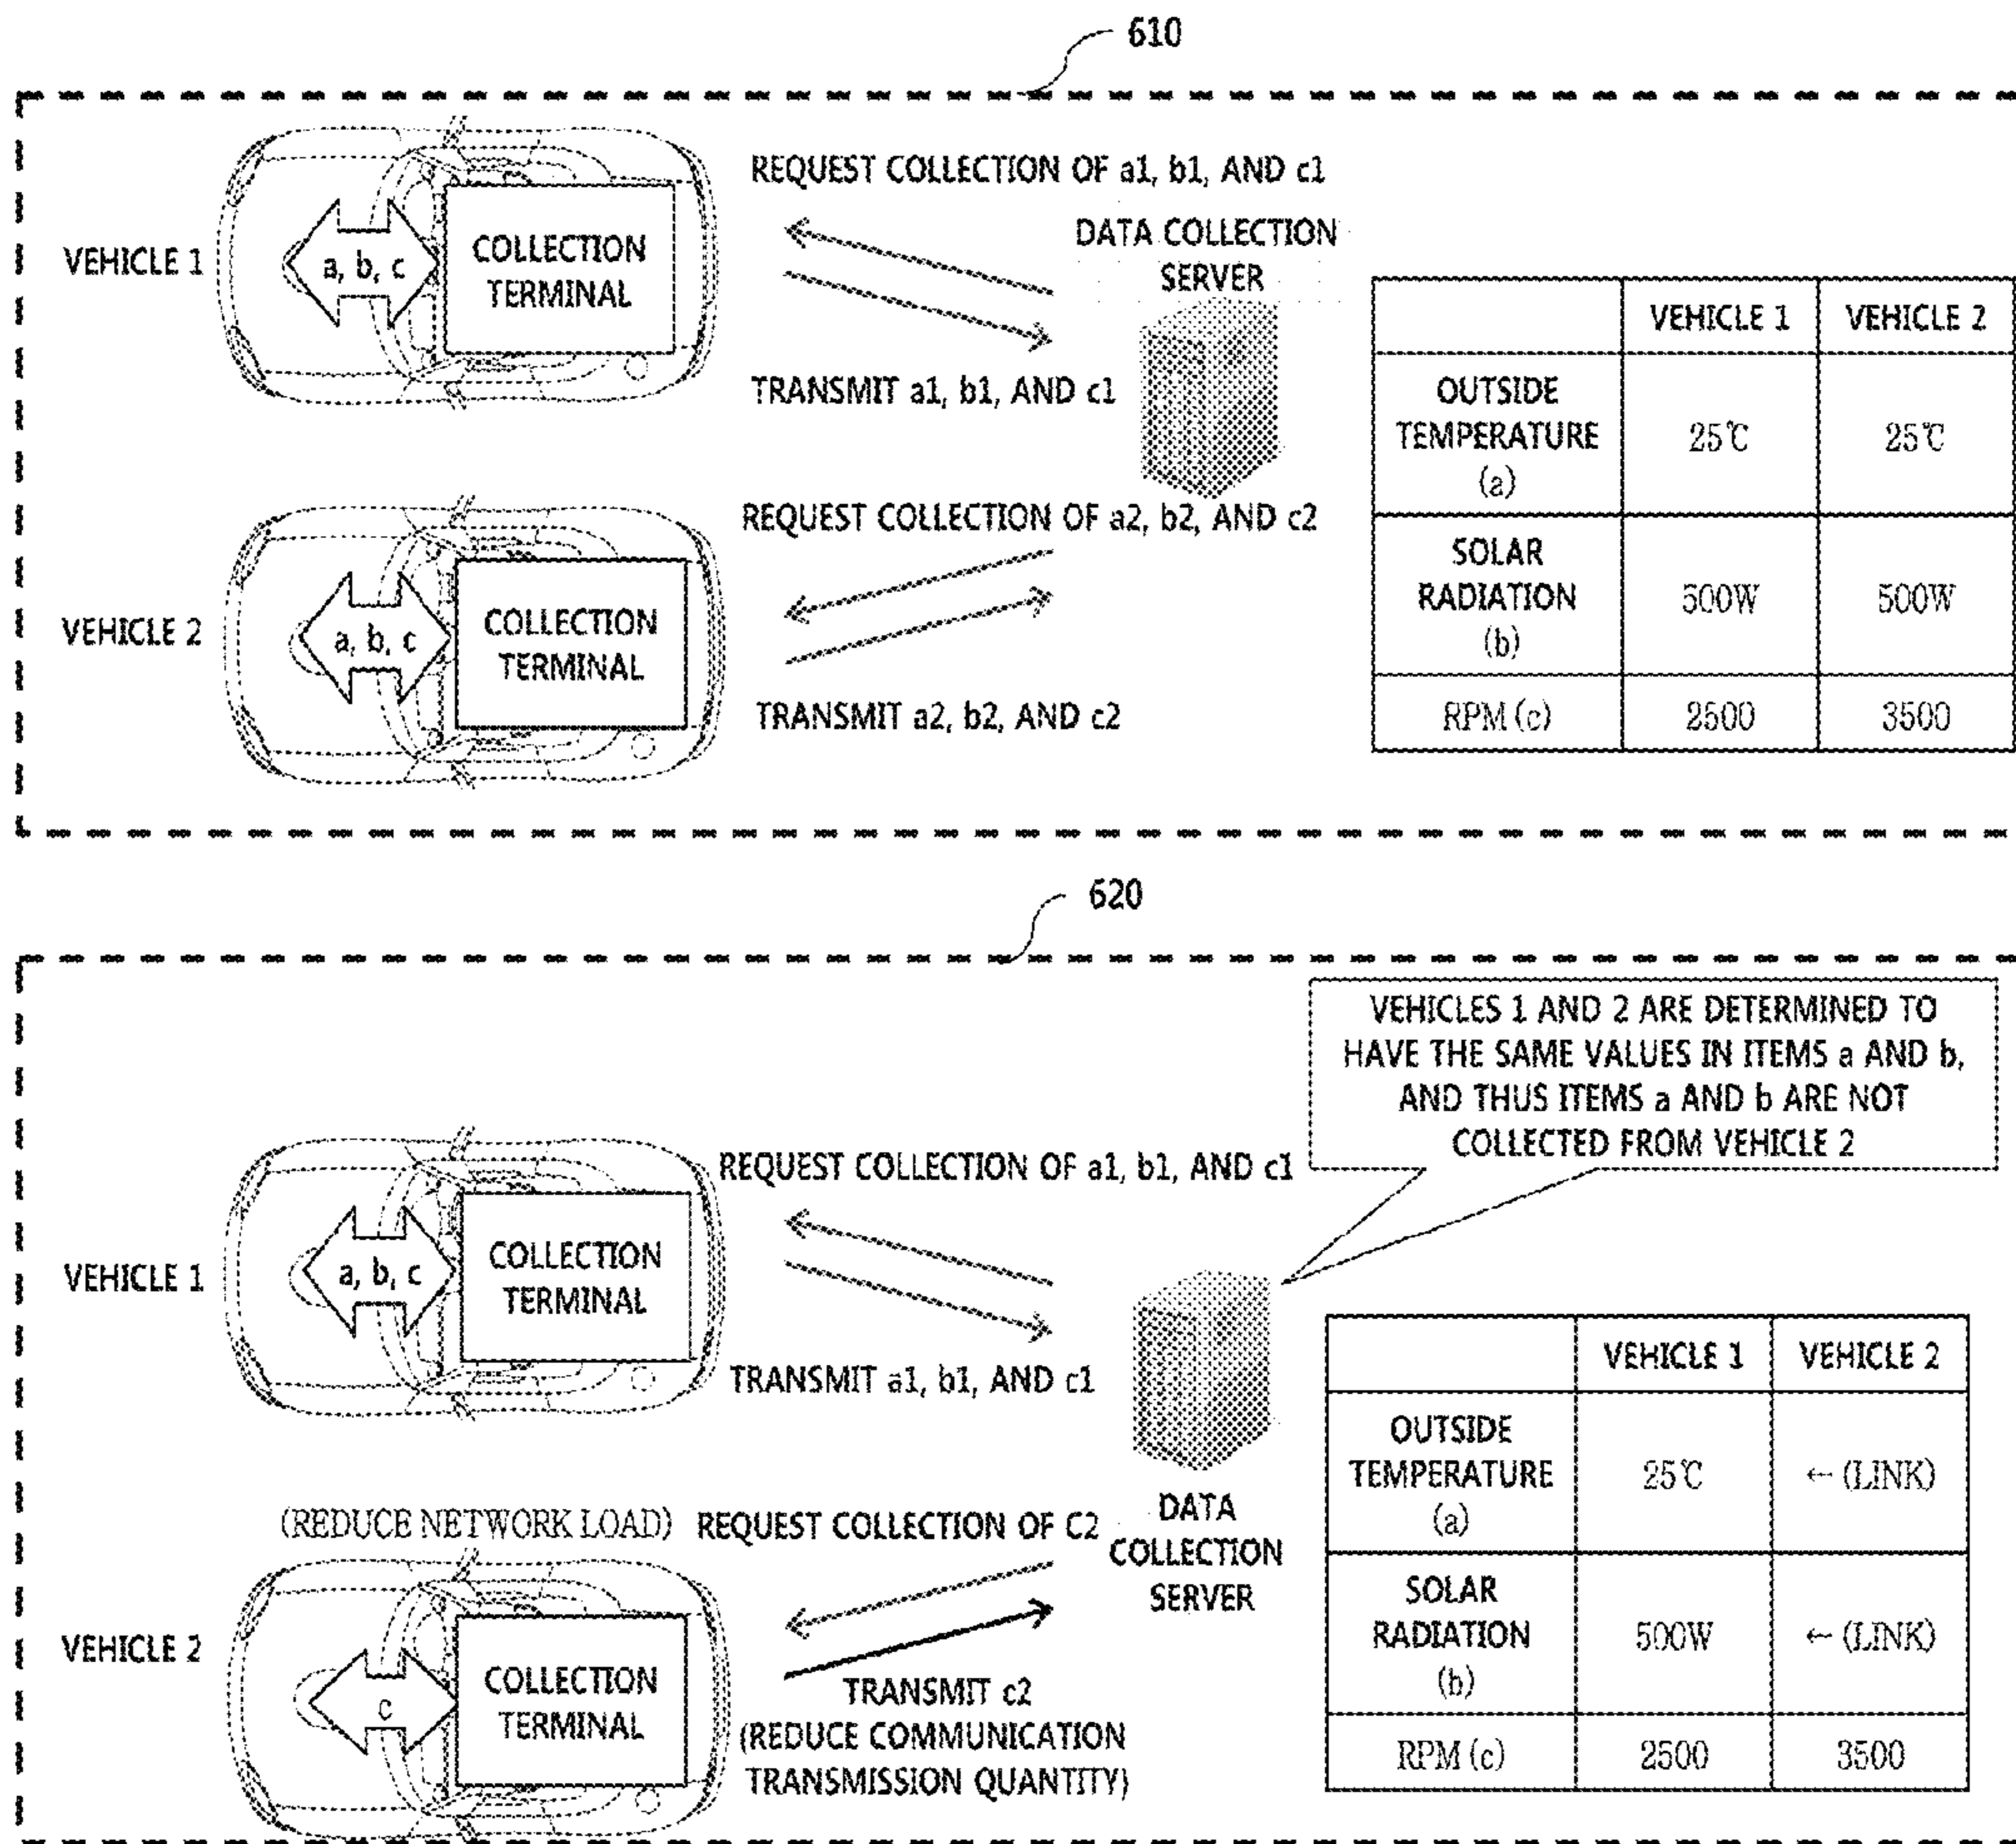 610
VEHICLE 1
a, b, c
COLLECTION
TERMINAL
REQUEST COLLECTION OF a1, b1, AND c1
DATA COLLECTION
SERVER
TRANSMIT a1, b1, AND c1
VEHICLE 2
a, b, c
COLLECTION
TERMINAL
REQUEST COLLECTION OF a2, b2, AND c2
TRANSMIT a2, b2, AND c2
VEHICLE 1 VEHICLE 2
OUTSIDE
TEMPERATURE
(a)
25℃ 25℃
SOLAR
RADIATION
(b)
500W 500W
RPM (c) 2500 3500
620
VEHICLES 1 AND 2 ARE DETERMINED TO
HAVE THE SAME VALUES IN ITEMS a AND b,
AND THUS ITEMS a AND b ARE NOT
COLLECTED FROM VEHICLE 2
VEHICLE 1
a, b, c
COLLECTION
TERMINAL
REQUEST COLLECTION OF a1, b1, AND c1
TRANSMIT a1, b1, AND c1
DATA
COLLECTION
SERVER
(REDUCE NETWORK LOAD)
REQUEST COLLECTION OF C2
VEHICLE 2
c
COLLECTION
TERMINAL
TRANSMIT c2
(REDUCE COMMUNICATION
TRANSMISSION QUANTITY)
VEHICLE 1 VEHICLE 2
OUTSIDE
TEMPERATURE
(a)
25℃ ← (LINK)
SOLAR
RADIATION
(b)
500W ← (LINK)
RPM (c) 2500 3500